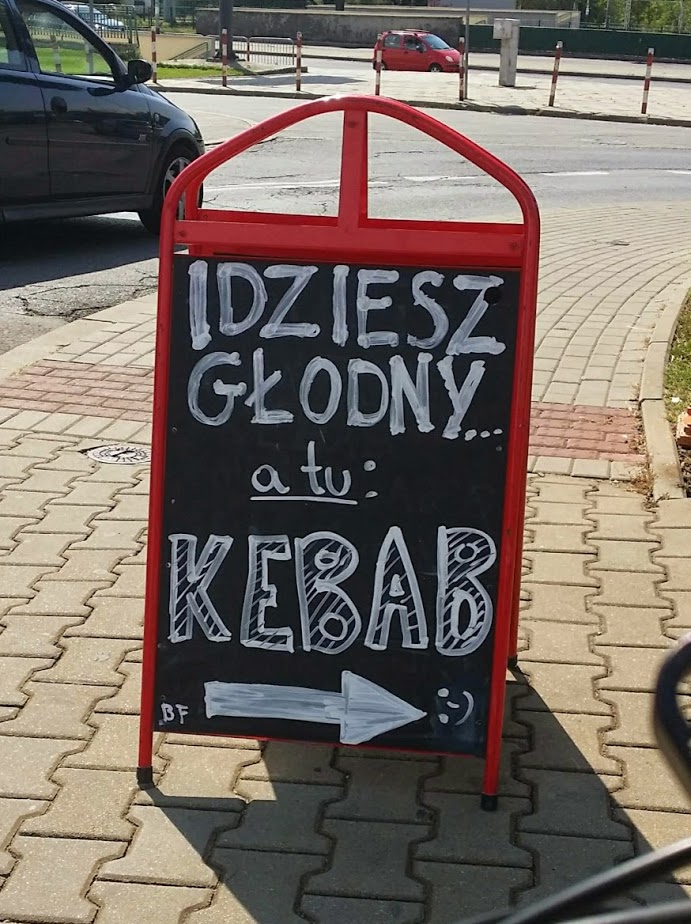 IDZIESZ
GŁODNY...
a tu:
KEBAB
BF :-)